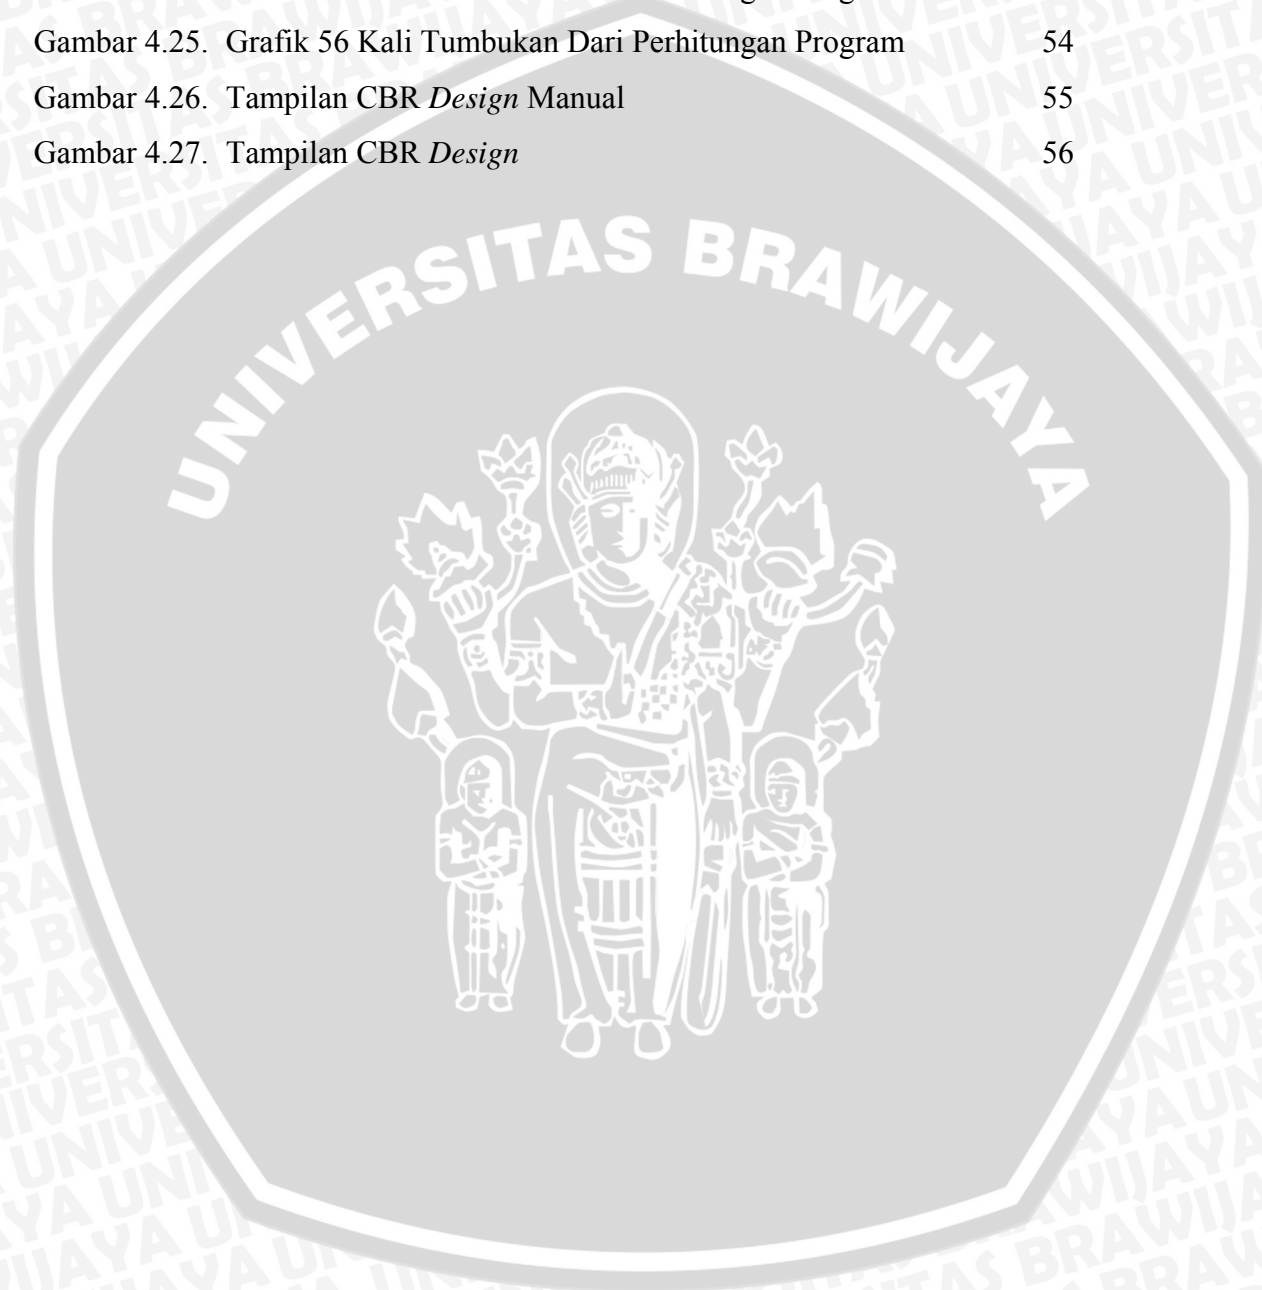 Gambar 4.25. Grafik 56 Kali Tumbukan Dari Perhitungan Program 54
Gambar 4.26. Tampilan CBR Design Manual 55
Gambar 4.27. Tampilan CBR Design 56
UNIVERSITAS BRAWIJAYA